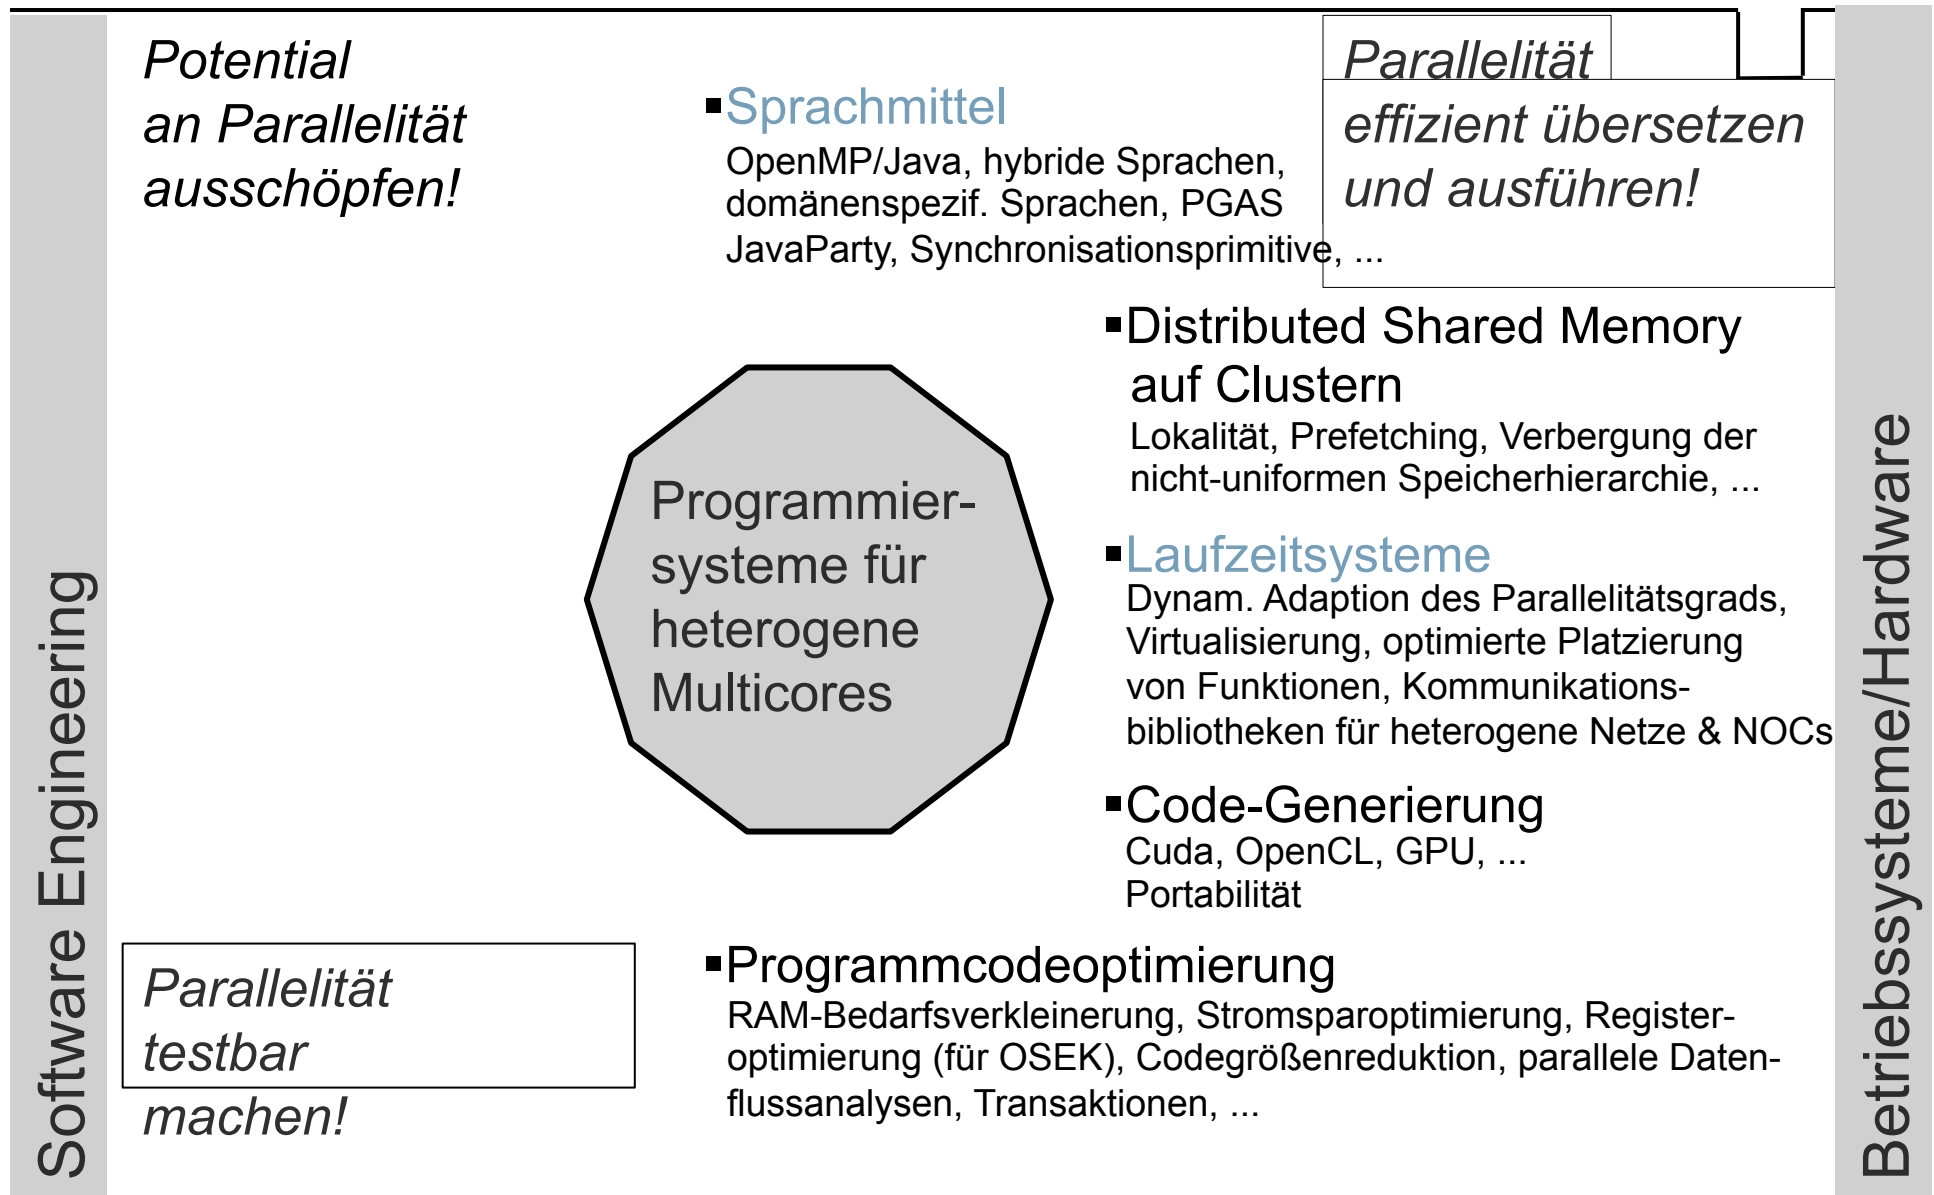 Software Engineering
Potential
an Parallelität
ausschöpfen!
▪Sprachmittel
OpenMP/Java, hybride Sprachen,
domänenspezif. Sprachen, PGAS
JavaParty, Synchronisationsprimitive, ...
Parallelität
effizient übersetzen
und ausführen!
▪Distributed Shared Memory
auf Clustern
Lokalität, Prefetching, Verbergung der
nicht-uniformen Speicherhierarchie, ...
Programmier-
systeme für
heterogene
Multicores
▪Laufzeitsysteme
Dynam. Adaption des Parallelitätsgrads,
Virtualisierung, optimierte Platzierung
von Funktionen, Kommunikations-
bibliotheken für heterogene Netze & NOCs
▪Code-Generierung
Cuda, OpenCL, GPU, ...
Portabilität
Parallelität
testbar
machen!
▪Programmcodeoptimierung
RAM-Bedarfsverkleinerung, Stromsparoptimierung, Register-
optimierung (für OSEK), Codegrößenreduktion, parallele Daten-
flussanalysen, Transaktionen, ...
Betriebssysteme/Hardware